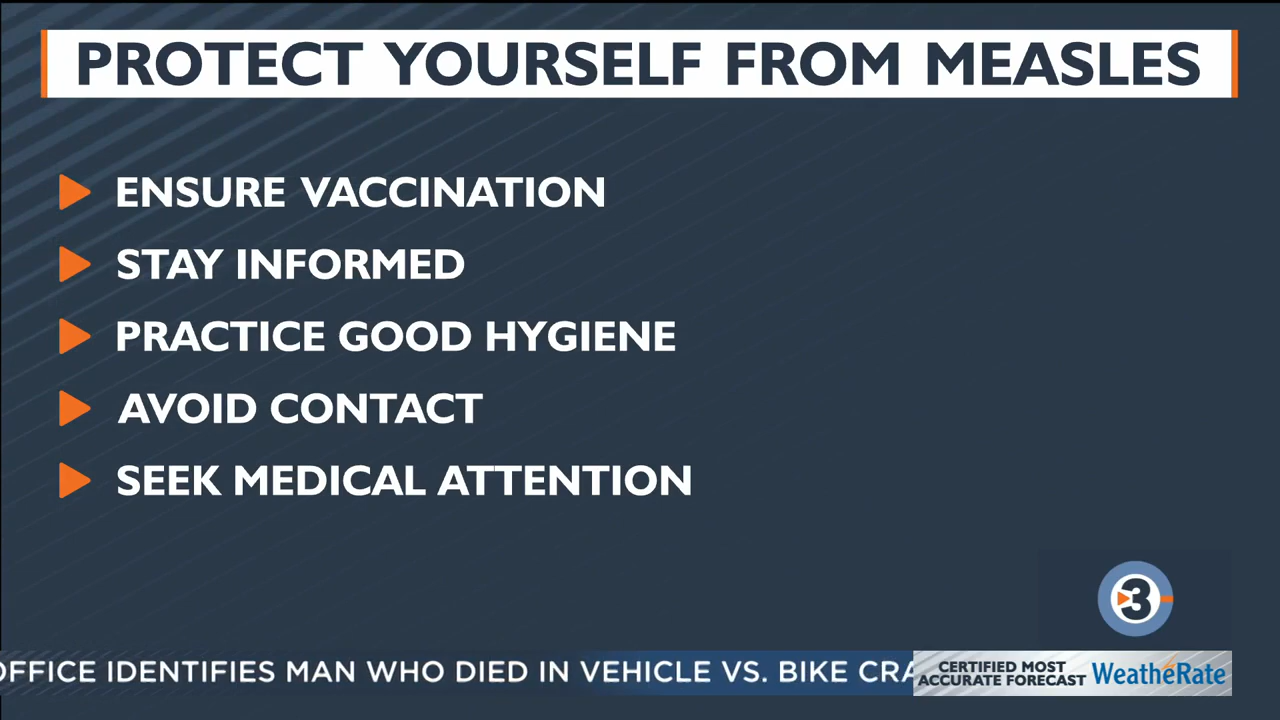 PROTECT YOURSELF FROM MEASLES
ENSURE VACCINATION
STAY INFORMED
PRACTICE GOOD HYGIENE
AVOID CONTACT
SEEK MEDICAL ATTENTION
3
OFFICE IDENTIFIES MAN WHO DIED IN VEHICLE VS. BIKE CRA
CERTIFIED MOST
ACCURATE FORECAST
WeatheRate